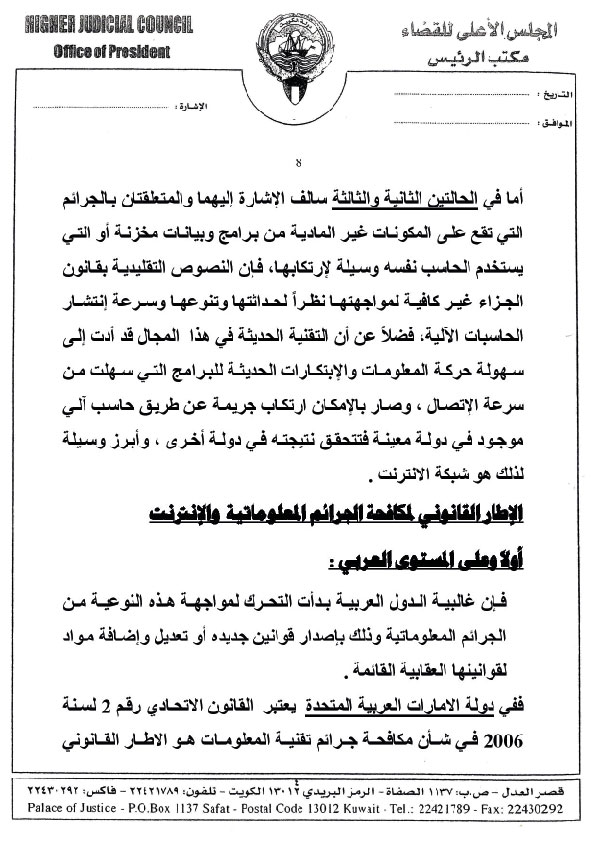 HIGHER JUDICIAL COUNCIL
Office of President
المجلس الأعلى للقضاء
مكتب الرئيس
التـاريخ :
الموافق :
الإشارة :
أما في الحالتين الثانية والثالثة سالف الإشارة إليهما والمتعلقتان بالجرائم
التي تقع على المكونات غير المادية من برامج وبيانات مخزنة أو التي
يستخدم الحاسب نفسه وسيلة لإرتكابها، فإن النصوص التقليدية بقانون
الجزاء غير كافية لمواجهتها نظراً لحداثتها وتنوعها وسرعة إنتشار
الحاسبات الآلية، فضلاً عن أن التقنية الحديثة في هذا المجال قد أدت إلى
سهولة حركة المعلومات والإبتكارات الحديثة للبرامج التي سهلت من
سرعة الإتصال ، وصار بالإمكان ارتكاب جريمة عن طريق حاسب آلي
موجود في دولة معينة فتتحقق نتيجته في دولة أخرى ، وأبرز وسيلة
لذلك هو شبكة الانترنت .
الإطار القانوني لمكافحة الجرائم المعلوماتية والإنترنت
أولاً وعلى المستوى العربي :
فإن غالبية الدول العربية بدأت التحرك لمواجهة هذه النوعية من
الجرائم المعلوماتية وذلك بإصدار قوانين جديده أو تعديل وإضافة مواد
لقوانينها العقابية القائمة .
ففي دولة الامارات العربية المتحدة يعتبر القانون الاتحادي رقم 2 لسنة
2006 في شأن مكافحة جرائم تقنية المعلومات هو الاطار القانوني
قصر العدل - ص.ب: ١١٣٧ الصفاة - الرمز البريدي ١٣٠١٢ الكويت - تلفون: ٢٢٤٢١٧٨٩ - فاكس: ٢٢٤٣٠٢٩٢
Palace of Justice - P.O.Box 1137 Safat - Postal Code 13012 Kuwait - Tel.: 22421789 - Fax: 22430292